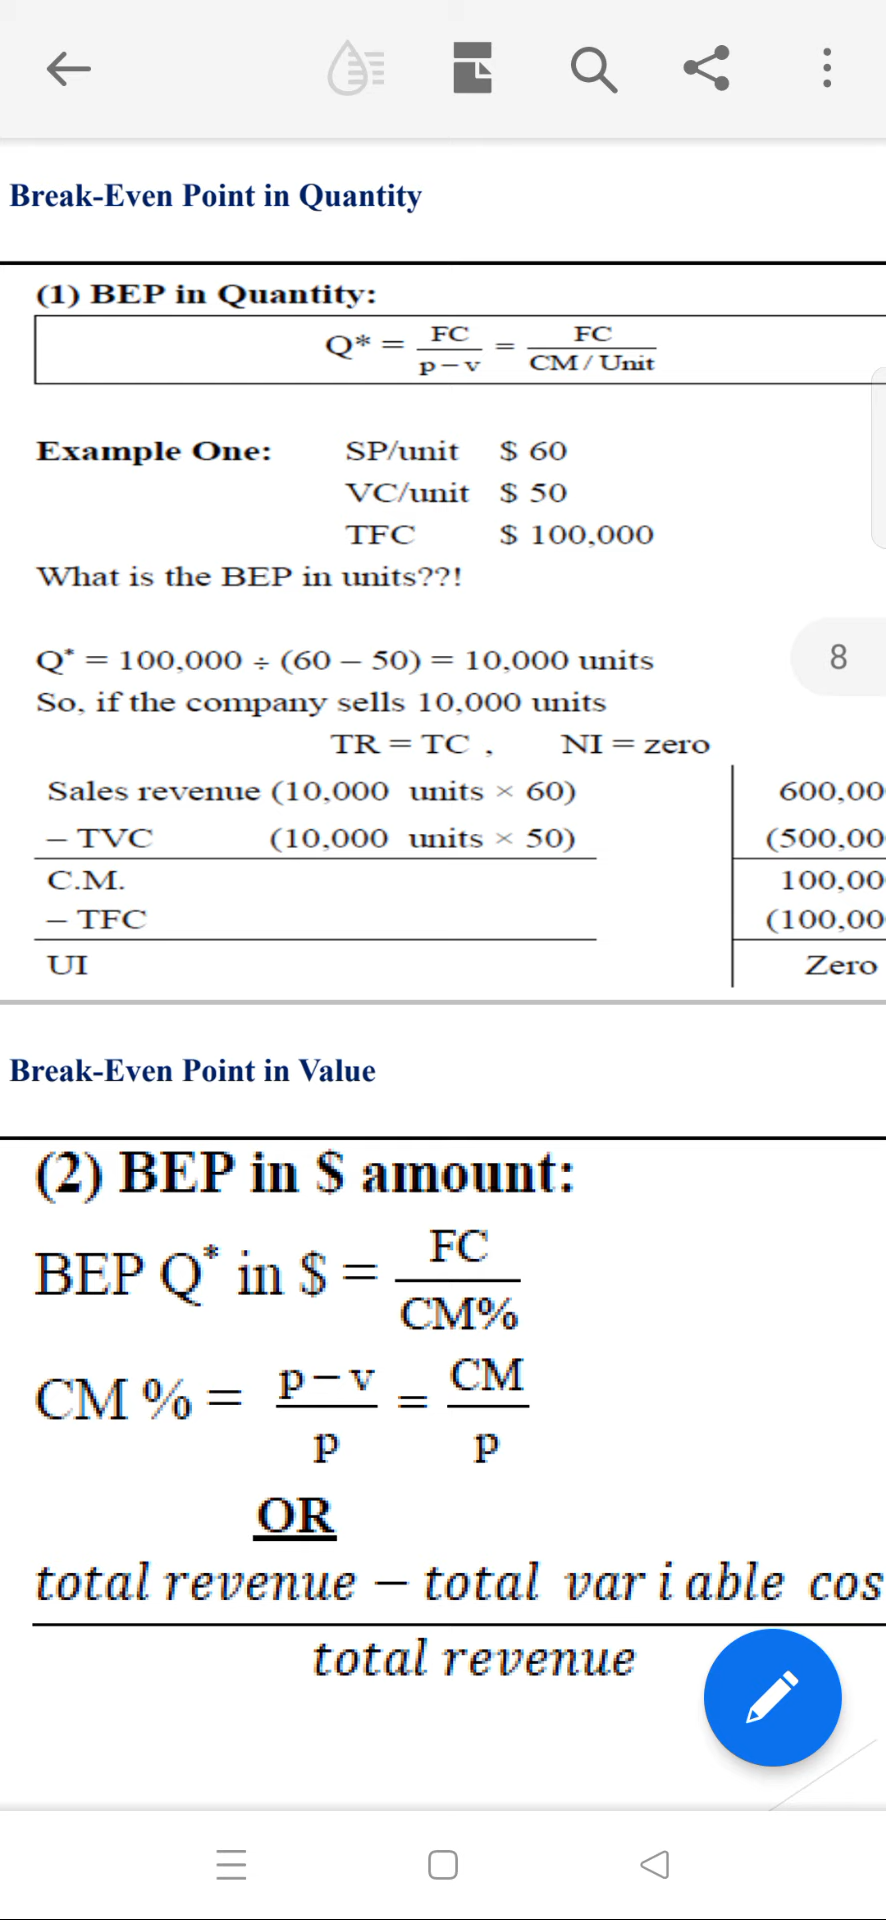 Break-Even Point in Quantity
(1) BEP in Quantity:
Q* = FC / p – v = FC / CM / Unit
Example One: SP/unit $ 60
VC/unit $ 50
TFC $ 100,000
What is the BEP in units??!
8
Q* = 100,000 ÷ (60 – 50) = 10,000 units
So, if the company sells 10,000 units
TR = TC , NI = zero
Sales revenue (10,000 units × 60) 600,00
– TVC (10,000 units × 50) (500,00
C.M. 100,00
– TFC (100,00
UI Zero
Break-Even Point in Value
(2) BEP in $ amount:
BEP Q* in $ = FC / CM%
CM % = p – v / p = CM / p
OR
total revenue – total var i able cos
total revenue